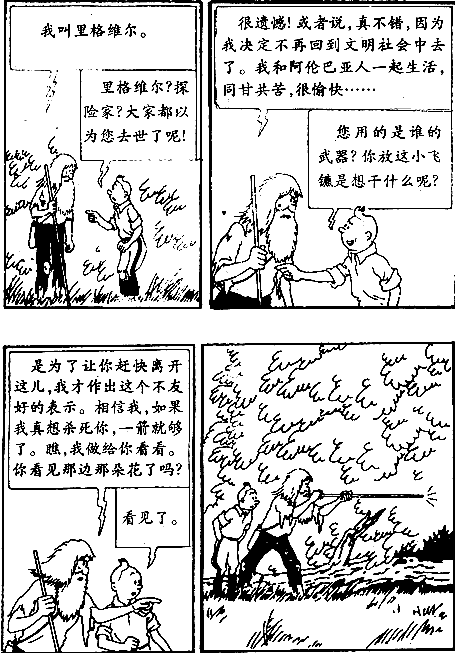 我叫里格维尔。
里格维尔?探
险家?大家都以
为您去世了呢!
很遗憾!或者说,真不错,因为
我决定不再回到文明社会中去
了。我和阿伦巴亚人一起生活,
同甘共苦,很愉快……
您用的是谁的
武器?你放这小飞
镖是想干什么呢?
是为了让你赶快离开
这儿,我才作出这个不友
好的表示。相信我,如果
我真想杀死你,一箭就够
了。瞧,我做给你看看。
你看见那边那朵花了吗?
看见了。